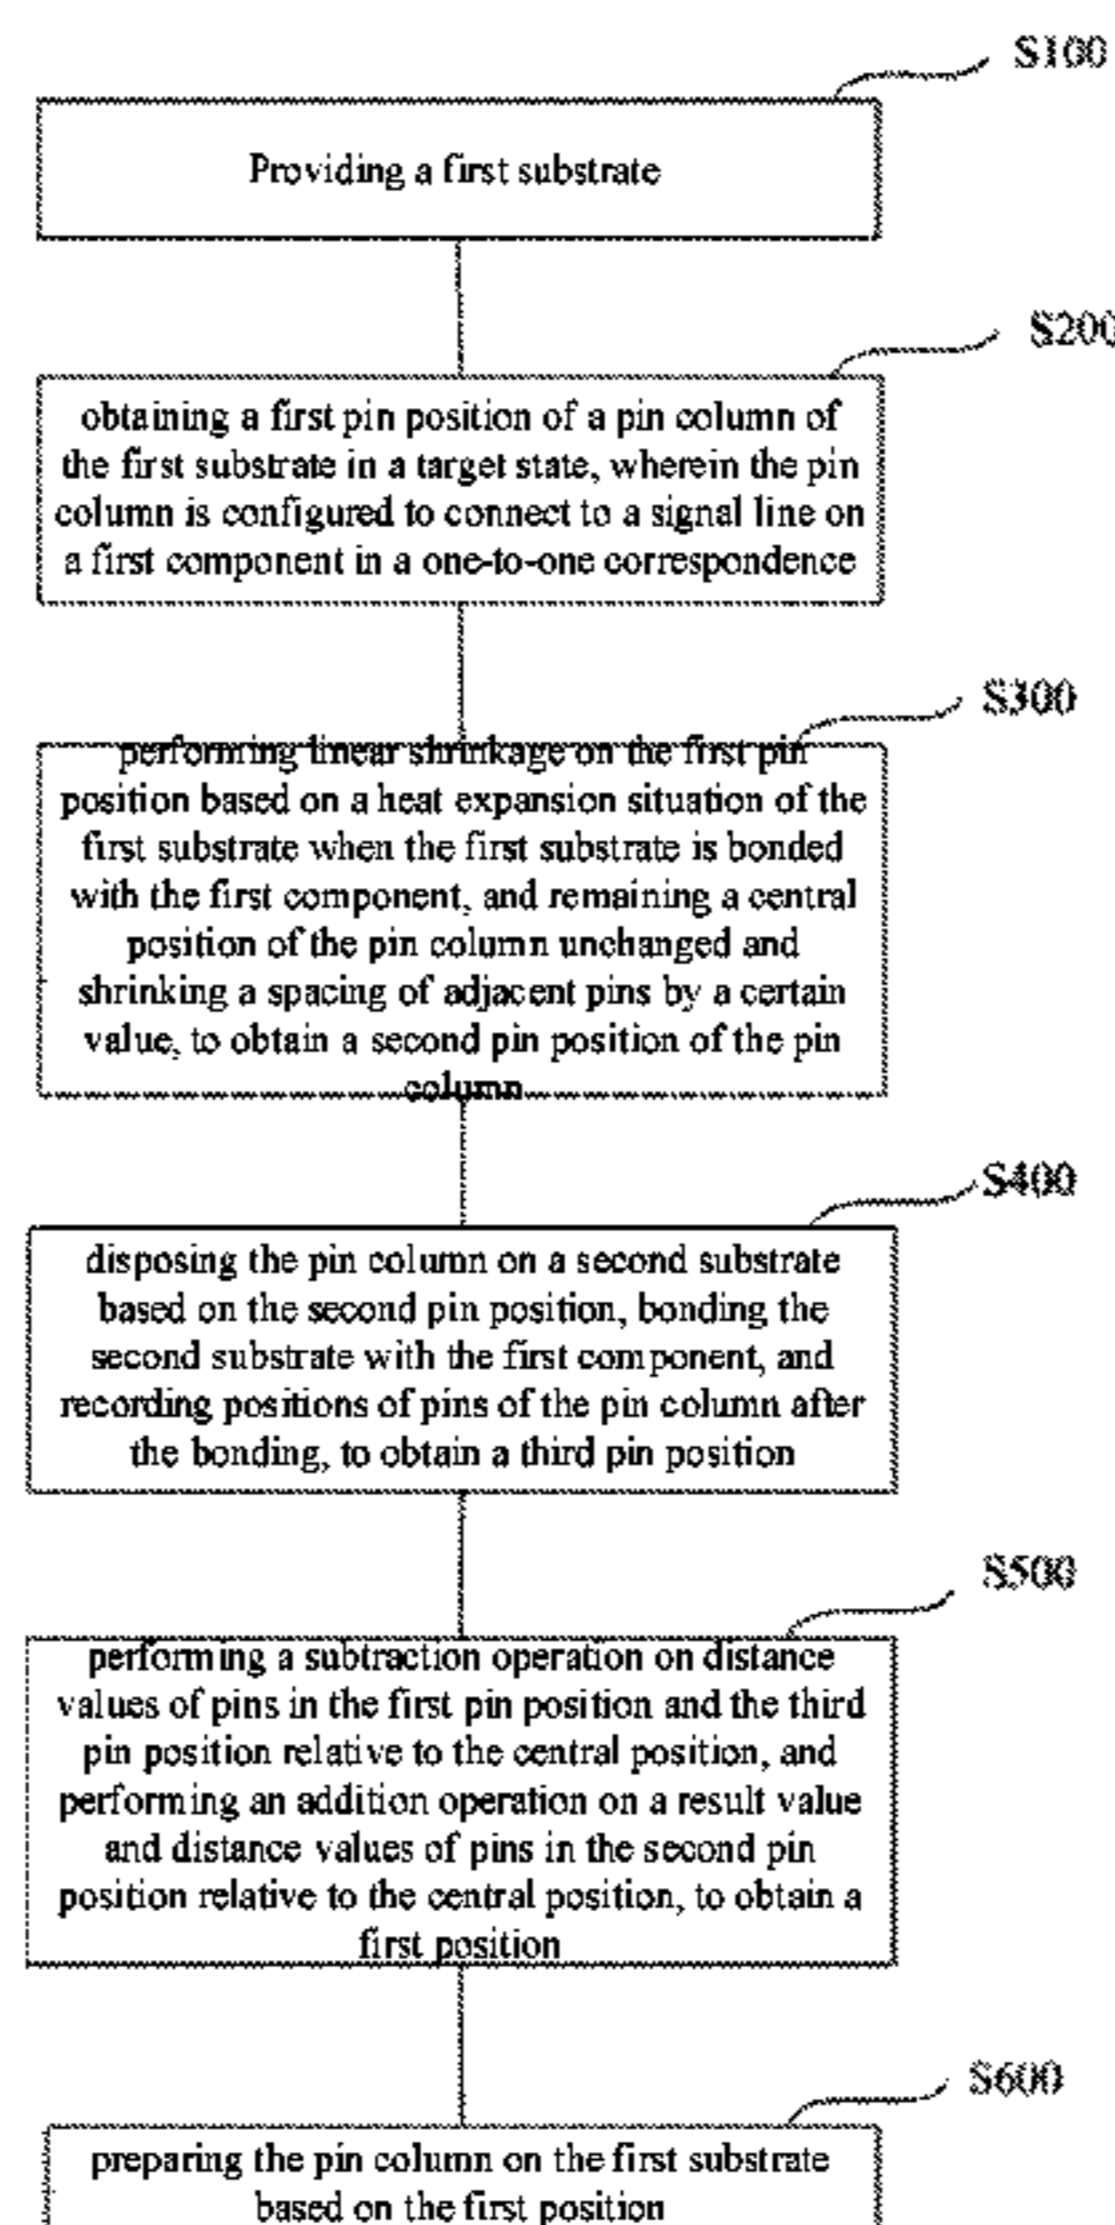 S100
Providing a first substrate
S200
obtaining a first pin position of a pin column of
the first substrate in a target state, wherein the pin
column is configured to connect to a signal line on
a first component in a one-to-one correspondence
S300
performing linear shrinkage on the first pin
position based on a heat expansion situation of the
first substrate when the first substrate is bonded
with the first component, and remaining a central
position of the pin column unchanged and
shrinking a spacing of adjacent pins by a certain
value, to obtain a second pin position of the pin
column
S400
disposing the pin column on a second substrate
based on the second pin position, bonding the
second substrate with the first component, and
recording positions of pins of the pin column after
the bonding, to obtain a third pin position
S500
performing a subtraction operation on distance
values of pins in the first pin position and the third
pin position relative to the central position, and
performing an addition operation on a result value
and distance values of pins in the second pin
position relative to the central position, to obtain a
first position
S600
preparing the pin column on the first substrate
based on the first position